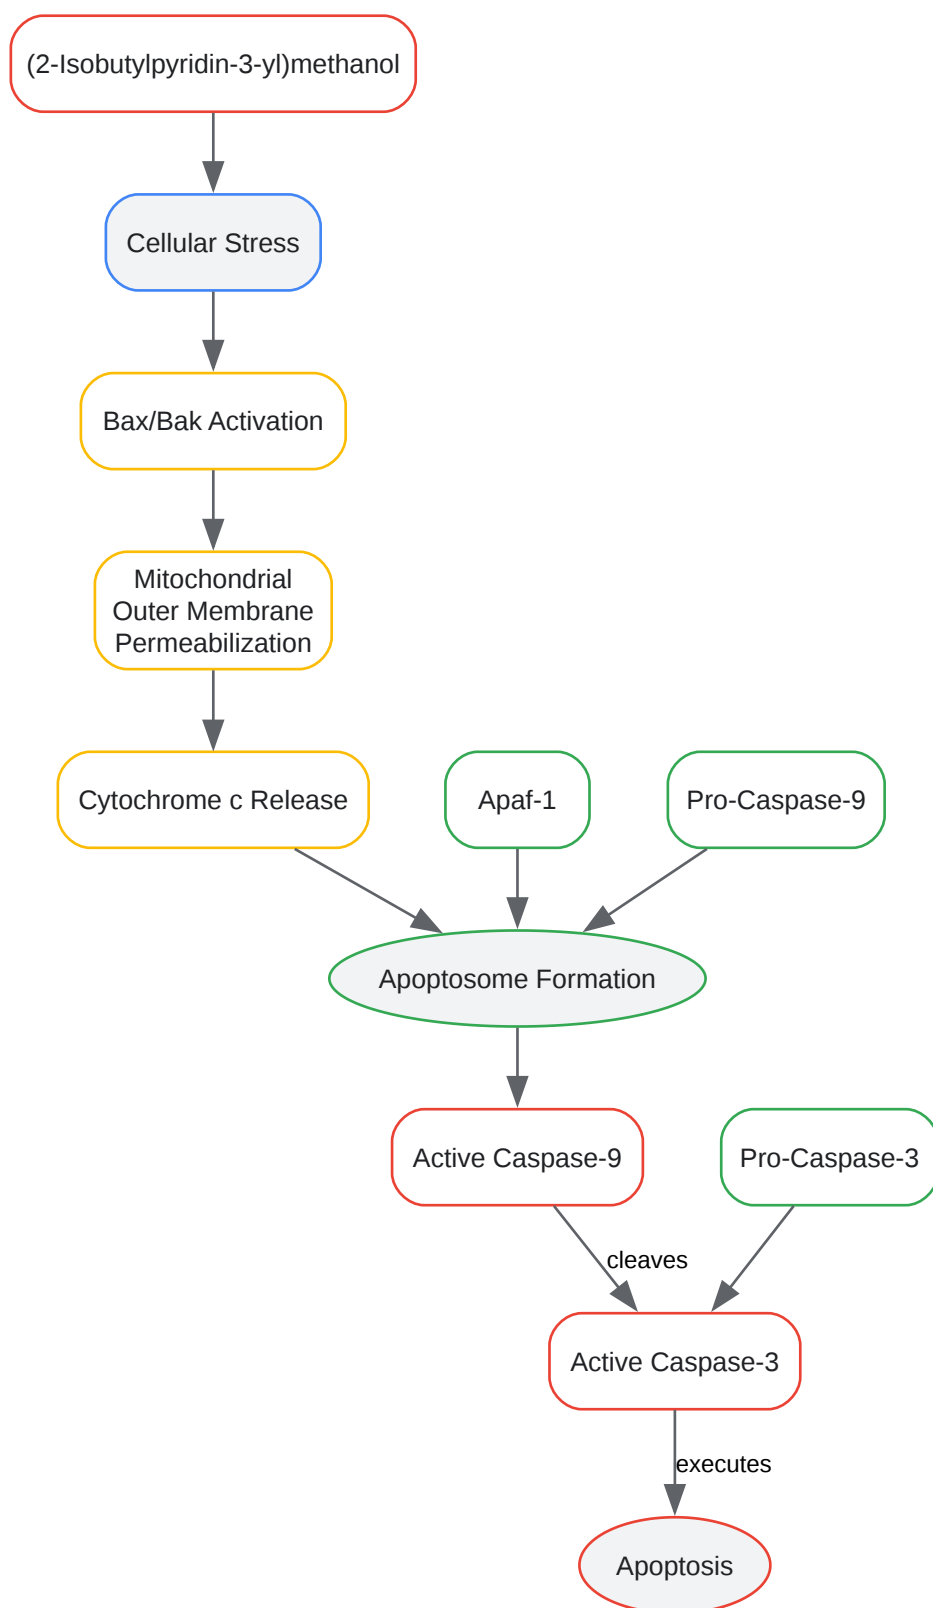 (2-Isobutylpyridin-3-yl)methanol
Cellular Stress
Bax/Bak Activation
Mitochondrial
Outer Membrane
Permeabilization
Cytochrome c Release
Apaf-1
Pro-Caspase-9
Apoptosome Formation
Active Caspase-9
Pro-Caspase-3
cleaves
Active Caspase-3
executes
Apoptosis